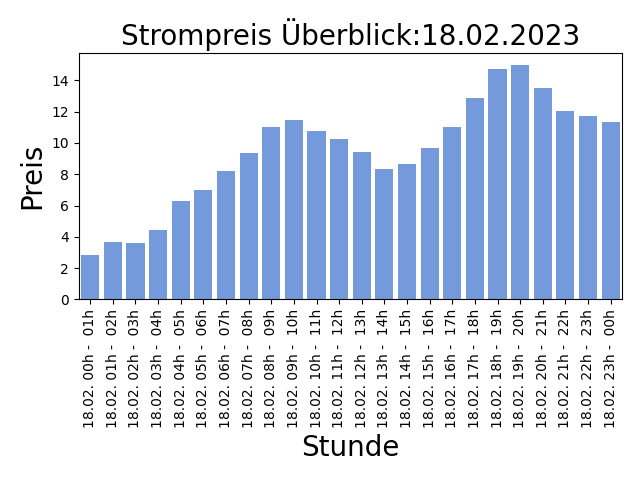 Strompreis Überblick:18.02.2023
Preis
14
12
10
8
6
4
2
0
18.02. 00h -   01h
18.02. 01h -   02h
18.02. 02h -   03h
18.02. 03h -   04h
18.02. 04h -   05h
18.02. 05h -   06h
18.02. 06h -   07h
18.02. 07h -   08h
18.02. 08h -   09h
18.02. 09h -   10h
18.02. 10h -   11h
18.02. 11h -   12h
18.02. 12h -   13h
18.02. 13h -   14h
18.02. 14h -   15h
18.02. 15h -   16h
18.02. 16h -   17h
18.02. 17h -   18h
18.02. 18h -   19h
18.02. 19h -   20h
18.02. 20h -   21h
18.02. 21h -   22h
18.02. 22h -   23h
18.02. 23h -   00h
Stunde